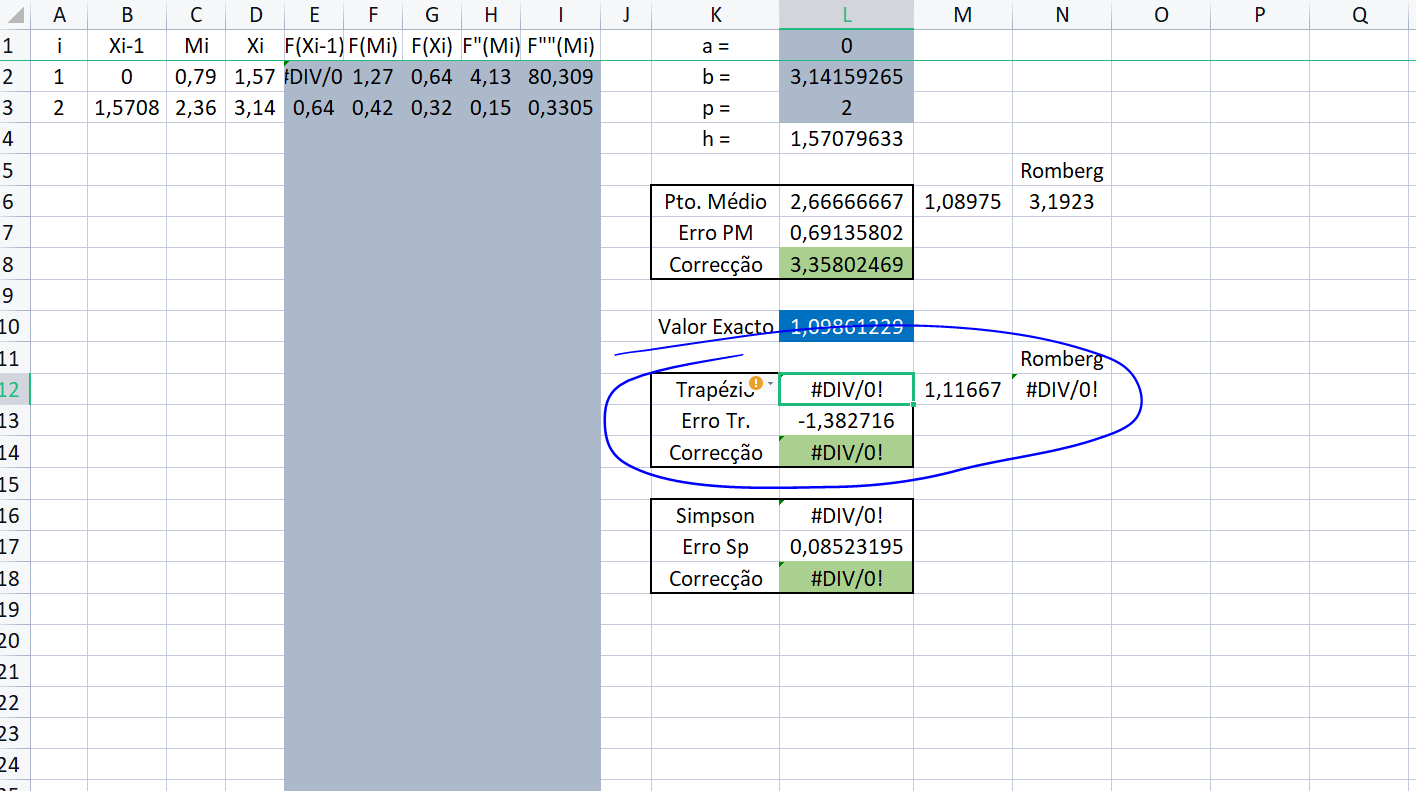 A B C D E F G H I J K L M N O P Q
1 i Xi-1 Mi Xi F(Xi-1) F(Mi) F(Xi) F"(Mi) F""(Mi) a = 0
2 1 0 0,79 1,57 #DIV/0 1,27 0,64 4,13 80,309 b = 3,14159265
3 2 1,5708 2,36 3,14 0,64 0,42 0,32 0,15 0,3305 p = 2
4 h = 1,57079633
5 Romberg
6 Pto. Médio 2,66666667 1,08975 3,1923
7 Erro PM 0,69135802
8 Correcção 3,35802469
9
10 Valor Exacto 1,09861229
11 Romberg
12 Trapézio #DIV/0! 1,11667 #DIV/0!
13 Erro Tr. -1,382716
14 Correcção #DIV/0!
15
16 Simpson #DIV/0!
17 Erro Sp 0,08523195
18 Correcção #DIV/0!
19
20
21
22
23
24